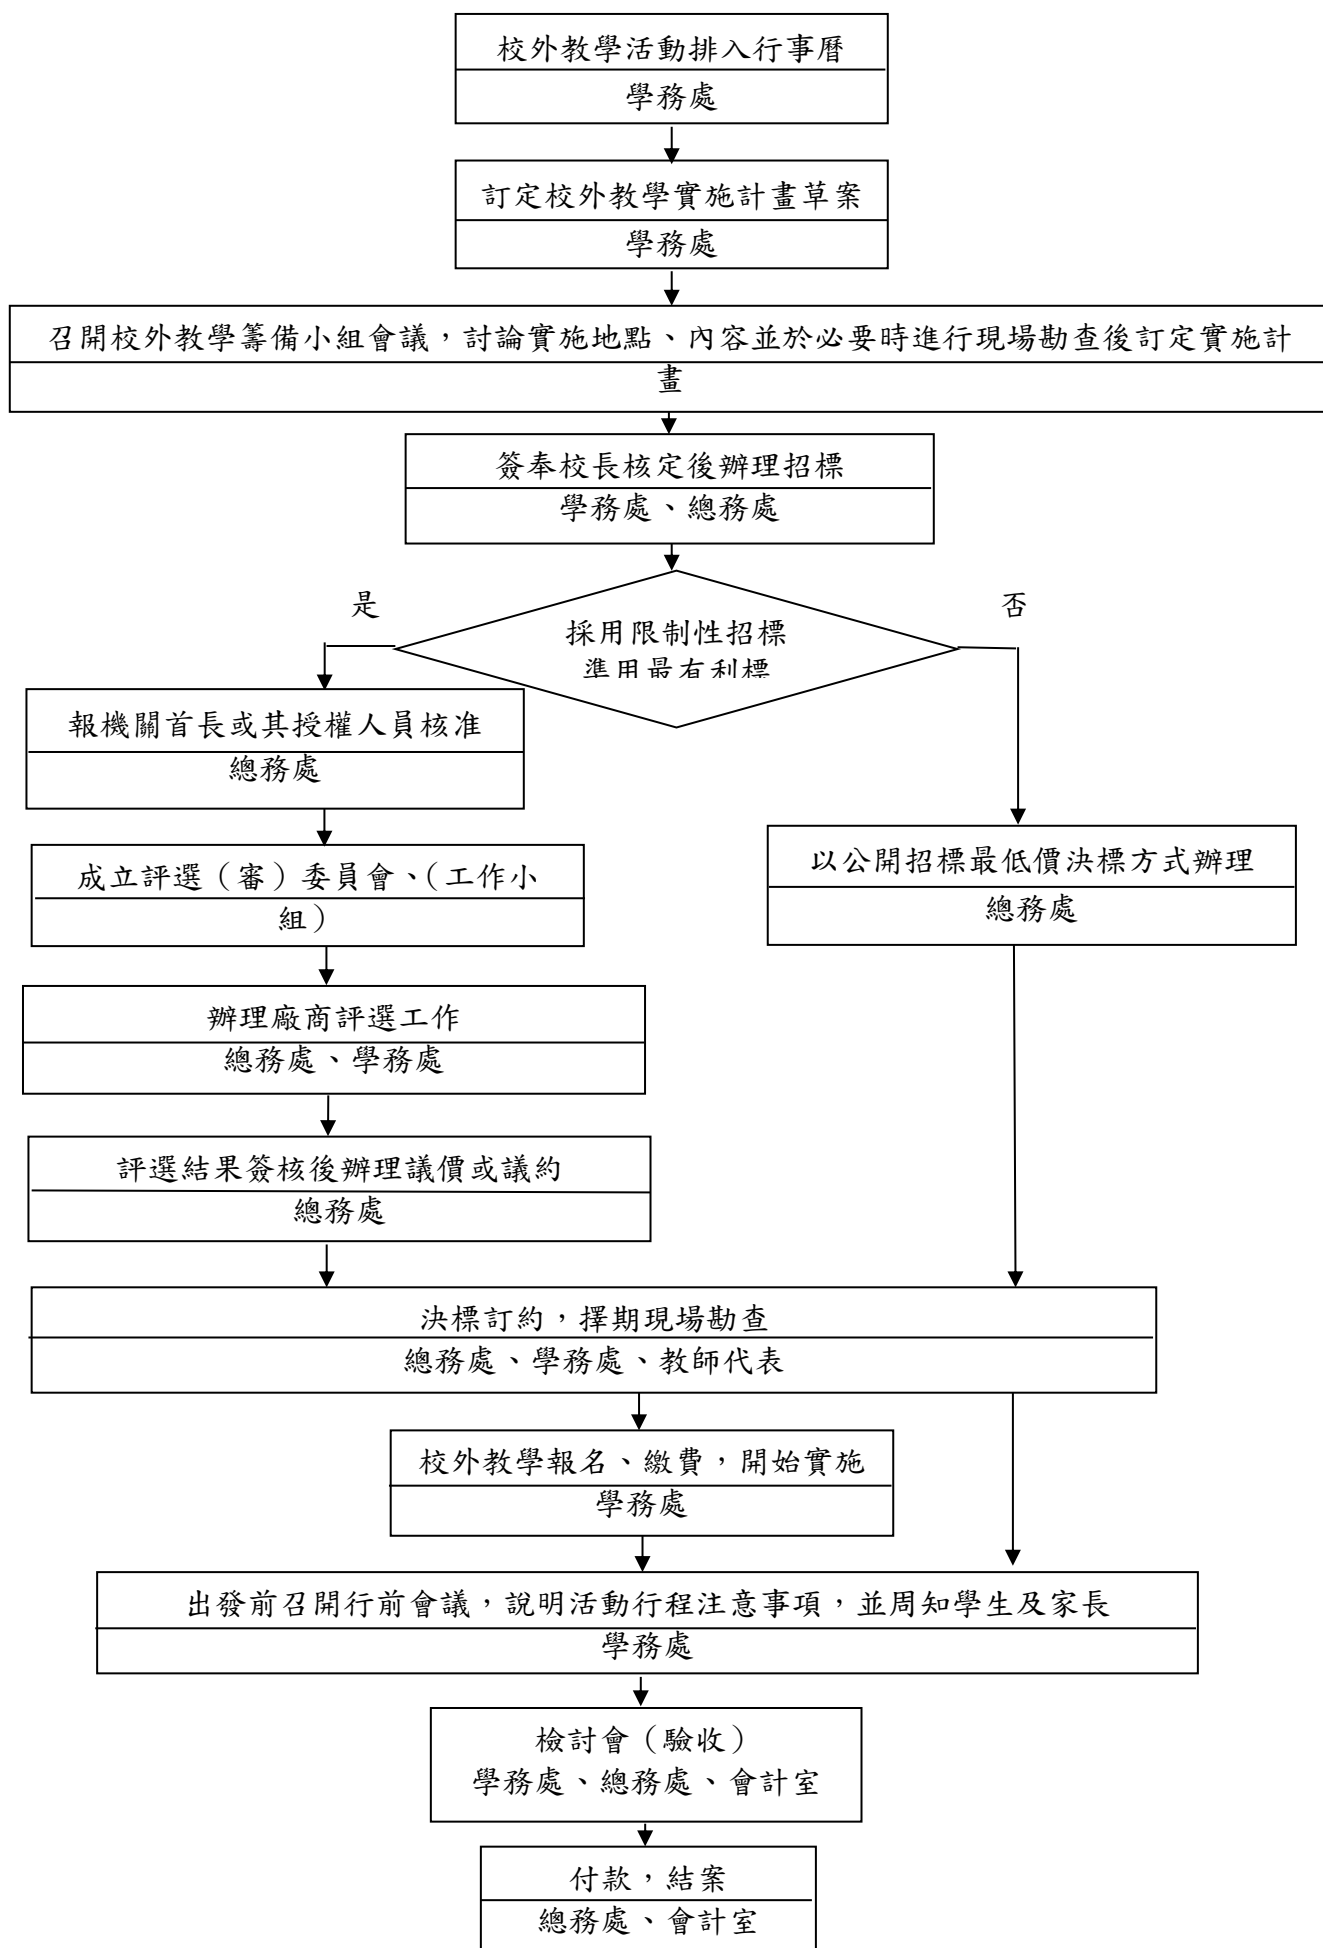 校外教學活動排入行事曆
學務處
訂定校外教學實施計畫草案
學務處
召開校外教學籌備小組會議，討論實施地點、內容並於必要時進行現場勘查後訂定實施計
畫
簽奉校長核定後辦理招標
學務處、總務處
是
否
採用限制性招標
準用最有利標
報機關首長或其授權人員核准
總務處
成立評選（審）委員會、（工作小
組）
以公開招標最低價決標方式辦理
總務處
辦理廠商評選工作
總務處、學務處
評選結果簽核後辦理議價或議約
總務處
決標訂約，擇期現場勘查
總務處、學務處、教師代表
校外教學報名、繳費，開始實施
學務處
出發前召開行前會議，說明活動行程注意事項，並周知學生及家長
學務處
檢討會（驗收）
學務處、總務處、會計室
付款，結案
總務處、會計室